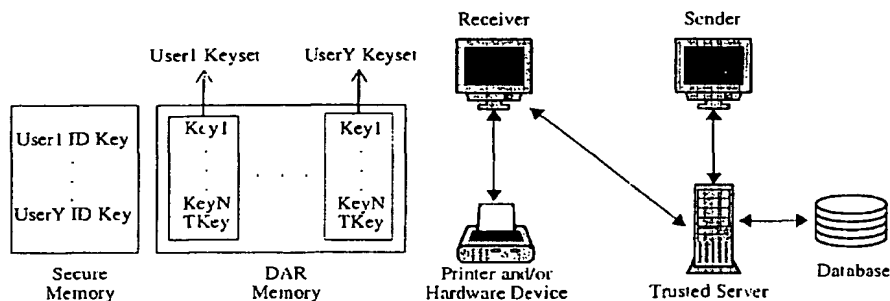 Receiver
Sender
User1 Keyset
UserY Keyset
User1 ID Key
.
.
.
UserY ID Key
Key1
.
.
.
KeyN
TKey
. . . .
Key1
.
.
.
KeyN
TKey
Secure
Memory
DAR
Memory
Printer and/or
Hardware Device
Trusted Server
Database